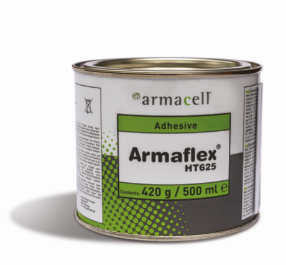 armacell
Adhesive
Armaflex®
HT625
Contents: 420 g / 500 ml e